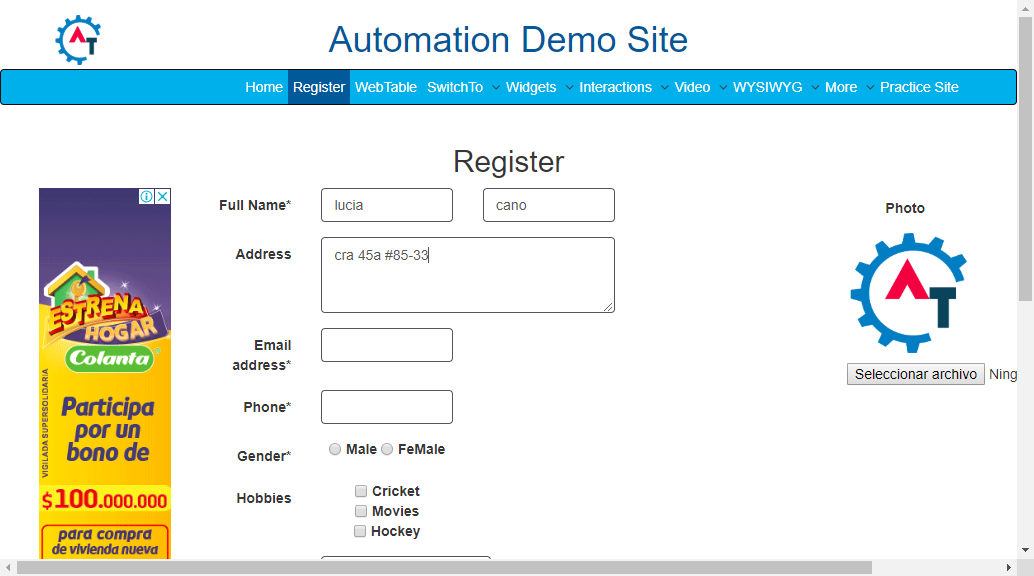 Automation Demo Site
Home Register WebTable SwitchTo Widgets Interactions Video WYSIWYG More Practice Site
Register
Full Name* lucia cano
Address cra 45a #85-33
Email address*
Phone*
Gender* Male FeMale
Hobbies Cricket
Movies
Hockey
Photo
Seleccionar archivo Ning
ESTRENA
HOGAR
Colanta
VIGILADA SUPERSOLIDARIA
Participa
por un
bono de
$100.000.000
para compra
de vivienda nueva